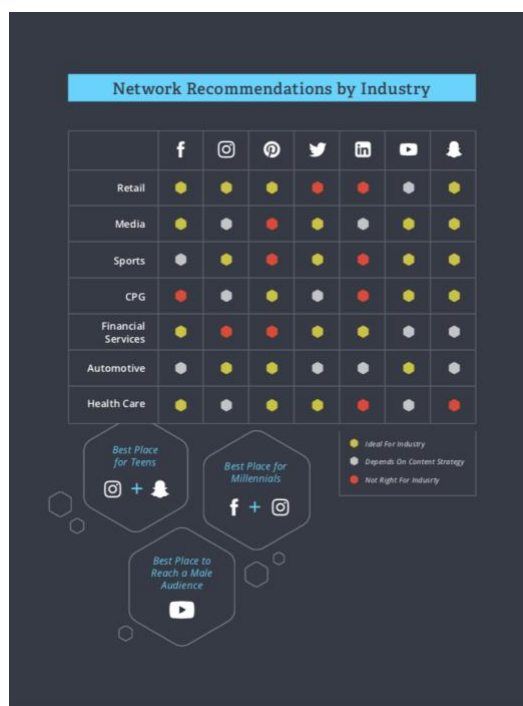 Network Recommendations by Industry
Retail
Media
Sports
CPG
Financial
Services
Automotive
Health Care
Ideal For Industry
Depends On Content Strategy
Not Right For Indusrty
Best Place
for Teens
Best Place for
Millennials
Best Place to
Reach a Male
Audience